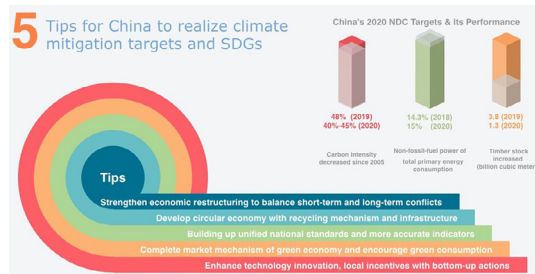 5 Tips for China to realize climate
mitigation targets and SDGs
China's 2020 NDC Targets & its Performance
48% (2019)
40%-45% (2020)
14.3% (2018)
15% (2020)
3.8 (2019)
1.3 (2020)
Carbon Intensity
decreased since 2005
Non-fossil-fuel power of
total primary energy
consumption
Timber stock
increased
(billion cubic meter
Tips
Strengthen economic restructuring to balance short-term and long-term conflicts
Develop circular economy with recycling mechanism and infrastructure
Building up unified national standards and more accurate indicators
Complete market mechanism of green economy and encourage green consumption
Enhance technology innovation, local incentives with bottom-up actions